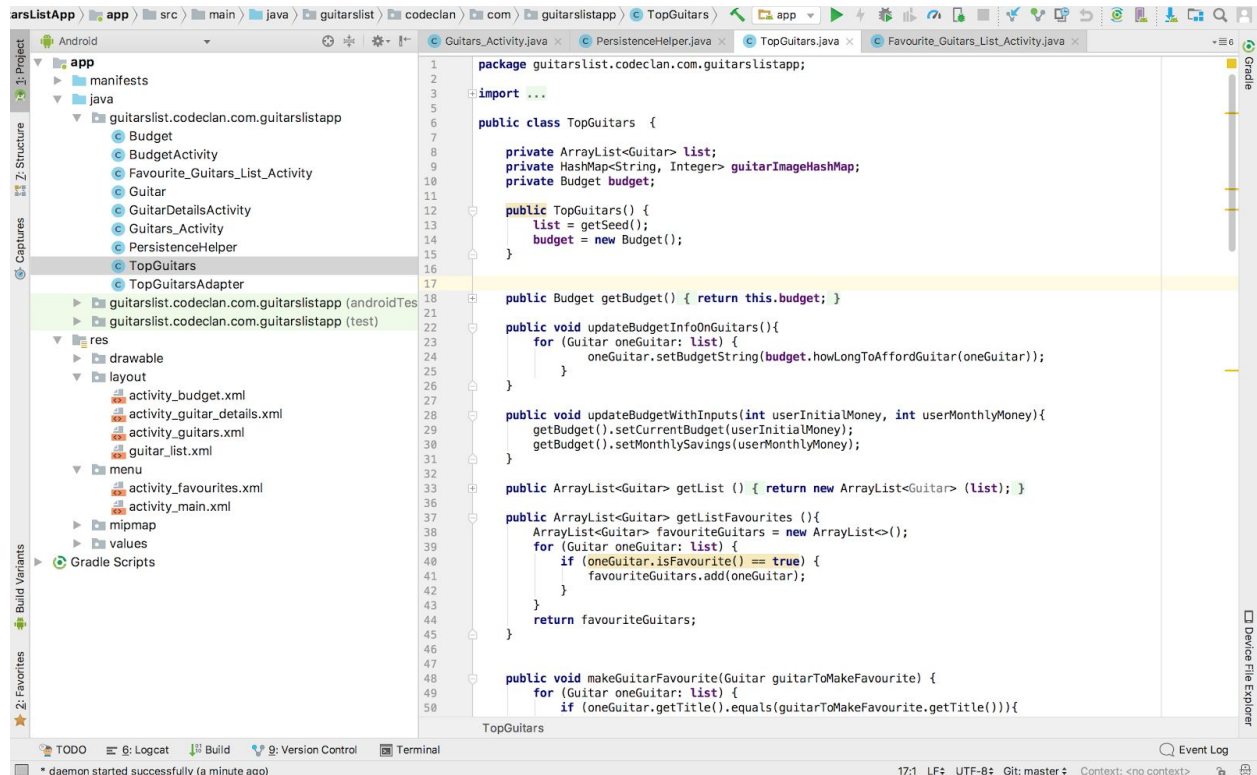 arsListApp app src main java guitarslist codeclan com guitarslistapp TopGuitars app
Android
Guitars_Activity.java PersistenceHelper.java TopGuitars.java Favourite_Guitars_List_Activity.java 6
1: Project
Z: Structure
Captures
Build Variants
2: Favorites
app
manifests
java
guitarslist.codeclan.com.guitarslistapp
Budget
BudgetActivity
Favourite_Guitars_List_Activity
Guitar
GuitarDetailsActivity
Guitars_Activity
PersistenceHelper
TopGuitars
TopGuitarsAdapter
guitarslist.codeclan.com.guitarslistapp (androidTes
guitarslist.codeclan.com.guitarslistapp (test)
res
drawable
layout
activity_budget.xml
activity_guitar_details.xml
activity_guitars.xml
guitar_list.xml
menu
activity_favourites.xml
activity_main.xml
mipmap
values
Gradle Scripts
1 package guitarslist.codeclan.com.guitarslistapp;
2
3 import ...
5
6 public class TopGuitars {
7
8 private ArrayList<Guitar> list;
9 private HashMap<String, Integer> guitarImageHashMap;
10 private Budget budget;
11
12 public TopGuitars() {
13 list = getSeed();
14 budget = new Budget();
15 }
16
17
18 public Budget getBudget() { return this.budget; }
21
22 public void updateBudgetInfoOnGuitars(){
23 for (Guitar oneGuitar: list) {
24 oneGuitar.setBudgetString(budget.howLongToAffordGuitar(oneGuitar));
25 }
26 }
27
28 public void updateBudgetWithInputs(int userInitialMoney, int userMonthlyMoney){
29 getBudget().setCurrentBudget(userInitialMoney);
30 getBudget().setMonthlySavings(userMonthlyMoney);
31 }
32
33 public ArrayList<Guitar> getList () { return new ArrayList<Guitar> (list); }
36
37 public ArrayList<Guitar> getListFavourites (){
38 ArrayList<Guitar> favouriteGuitars = new ArrayList<>();
39 for (Guitar oneGuitar: list) {
40 if (oneGuitar.isFavourite() == true) {
41 favouriteGuitars.add(oneGuitar);
42 }
43 }
44 return favouriteGuitars;
45 }
46
47
48 public void makeGuitarFavourite(Guitar guitarToMakeFavourite) {
49 for (Guitar oneGuitar: list) {
50 if (oneGuitar.getTitle().equals(guitarToMakeFavourite.getTitle())){
TopGuitars
Gradle
Device File Explorer
TODO 6: Logcat Build 9: Version Control Terminal Event Log
* daemon started successfully (a minute ago) 17:1 LF UTF-8 Git: master Context: <no context>